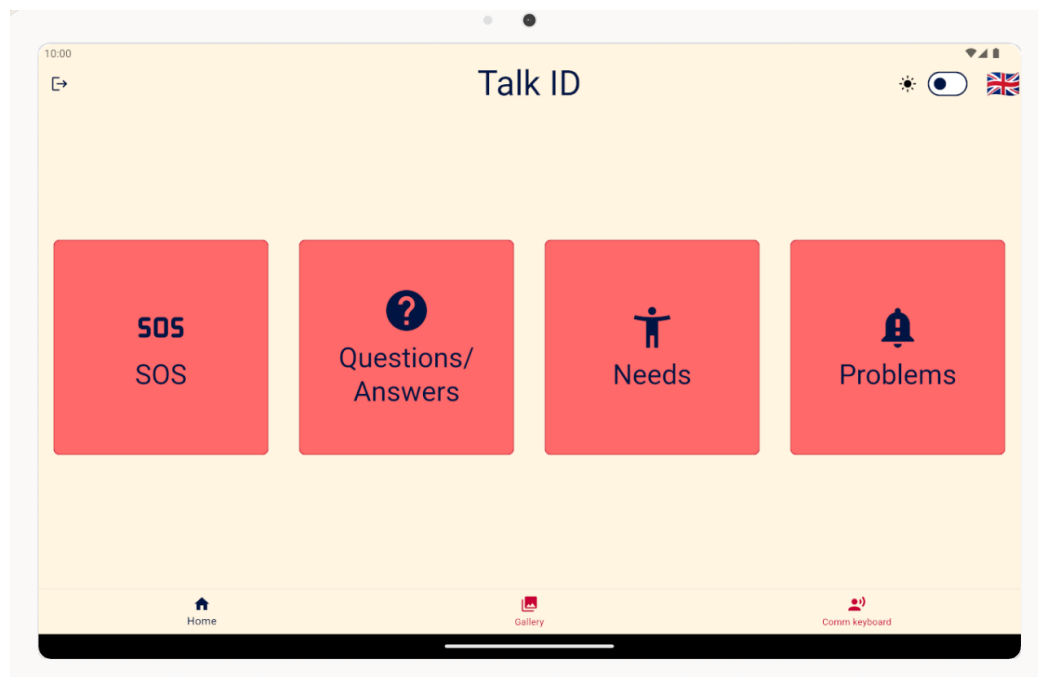 10:00
Talk ID
SOS
SOS
Questions/
Answers
Needs
Problems
Home
Gallery
Comm keyboard